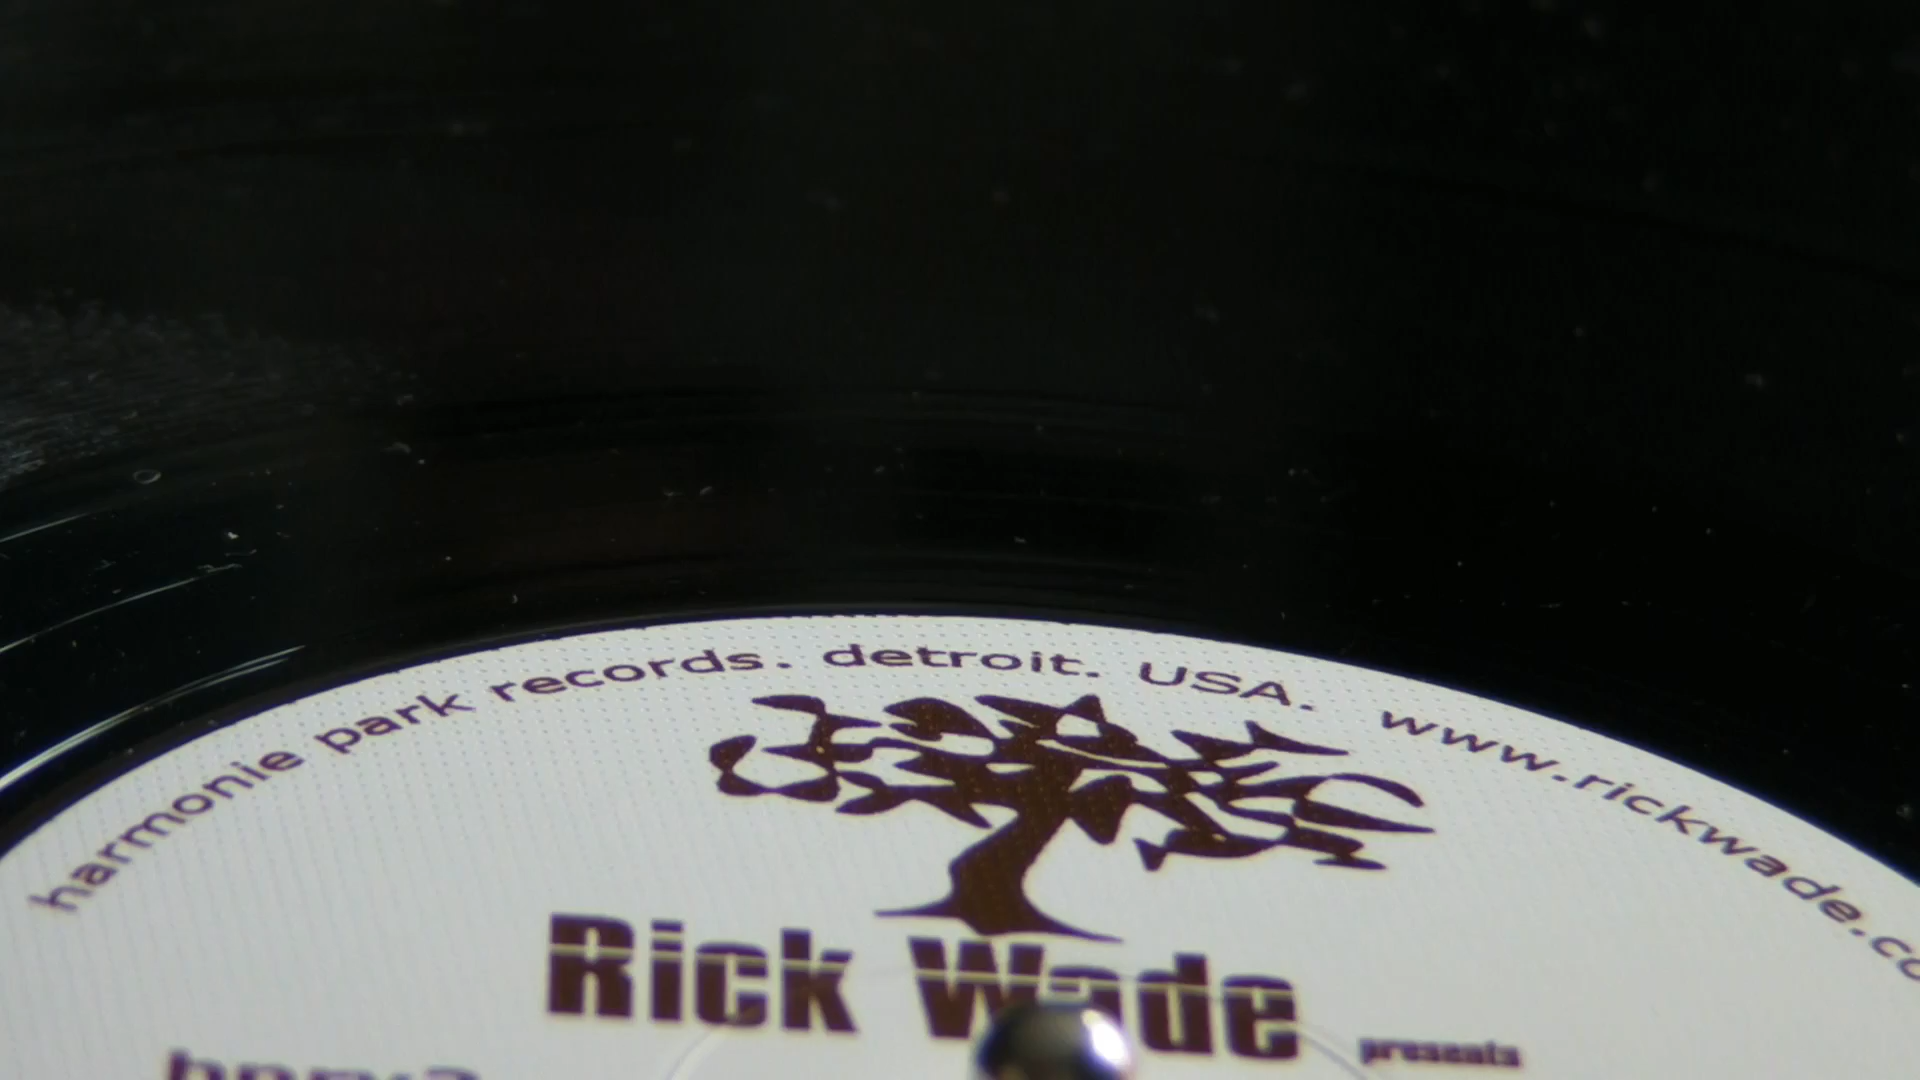 harmonie park records. detroit. USA. www.rickwade.co
Rick Wade
presents